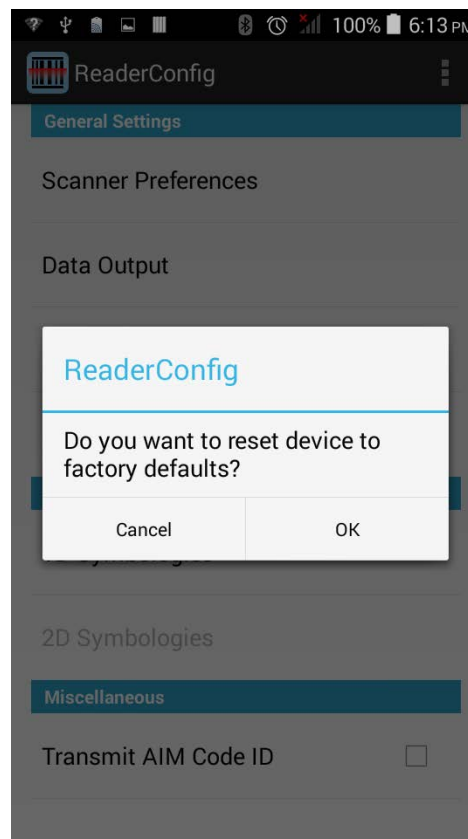 100% 6:13 PM
ReaderConfig
General Settings
Scanner Preferences
Data Output
ReaderConfig
Do you want to reset device to
factory defaults?
Cancel
OK
Symbologies
2D Symbologies
Miscellaneous
Transmit AIM Code ID